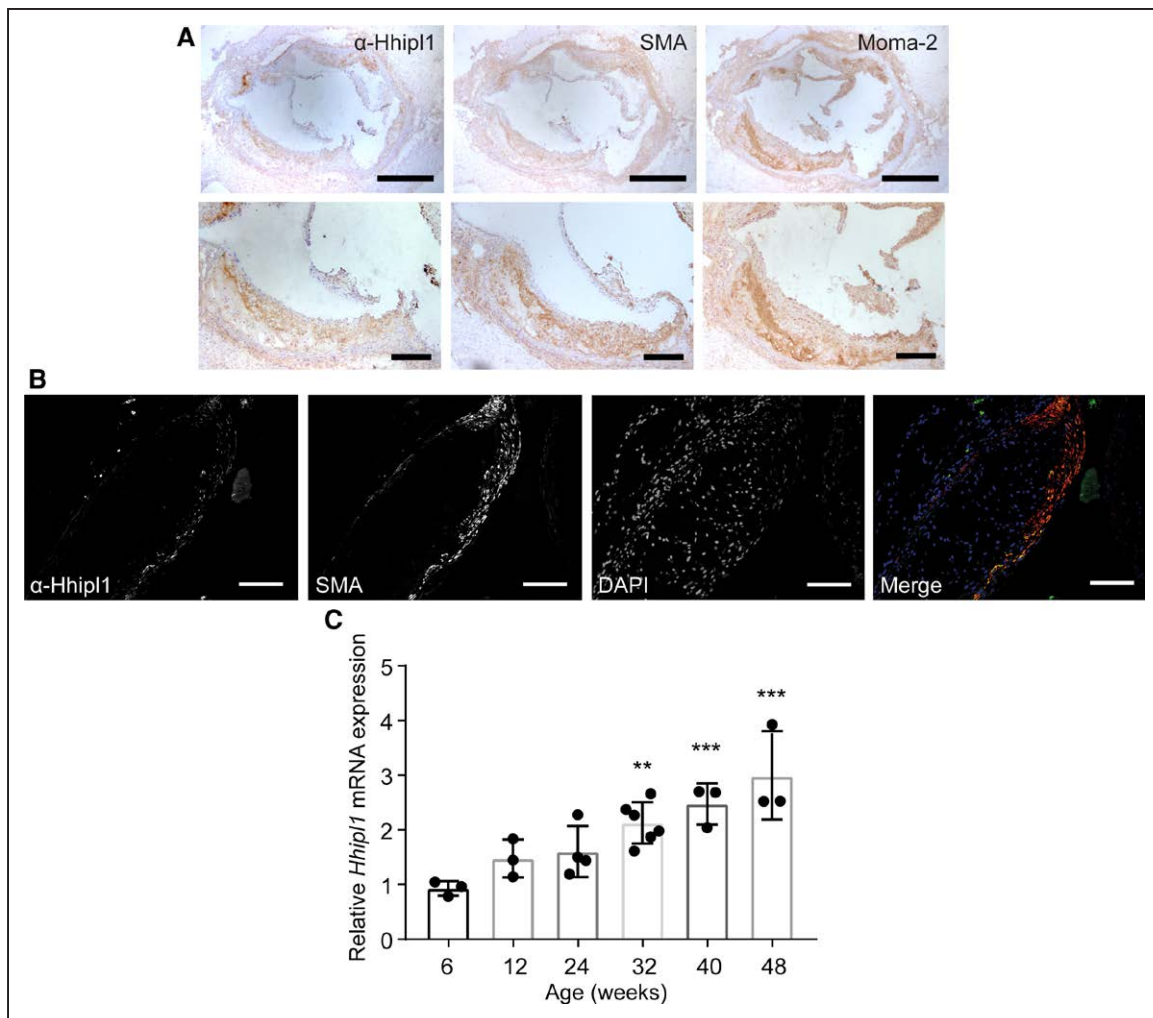 A
α-Hhipl1
SMA
Moma-2
B
α-Hhipl1
SMA
DAPI
Merge
C
Relative Hhipl1 mRNA expression
5
4
3
2
1
0
**
***
***
6 12 24 32 40 48
Age (weeks)